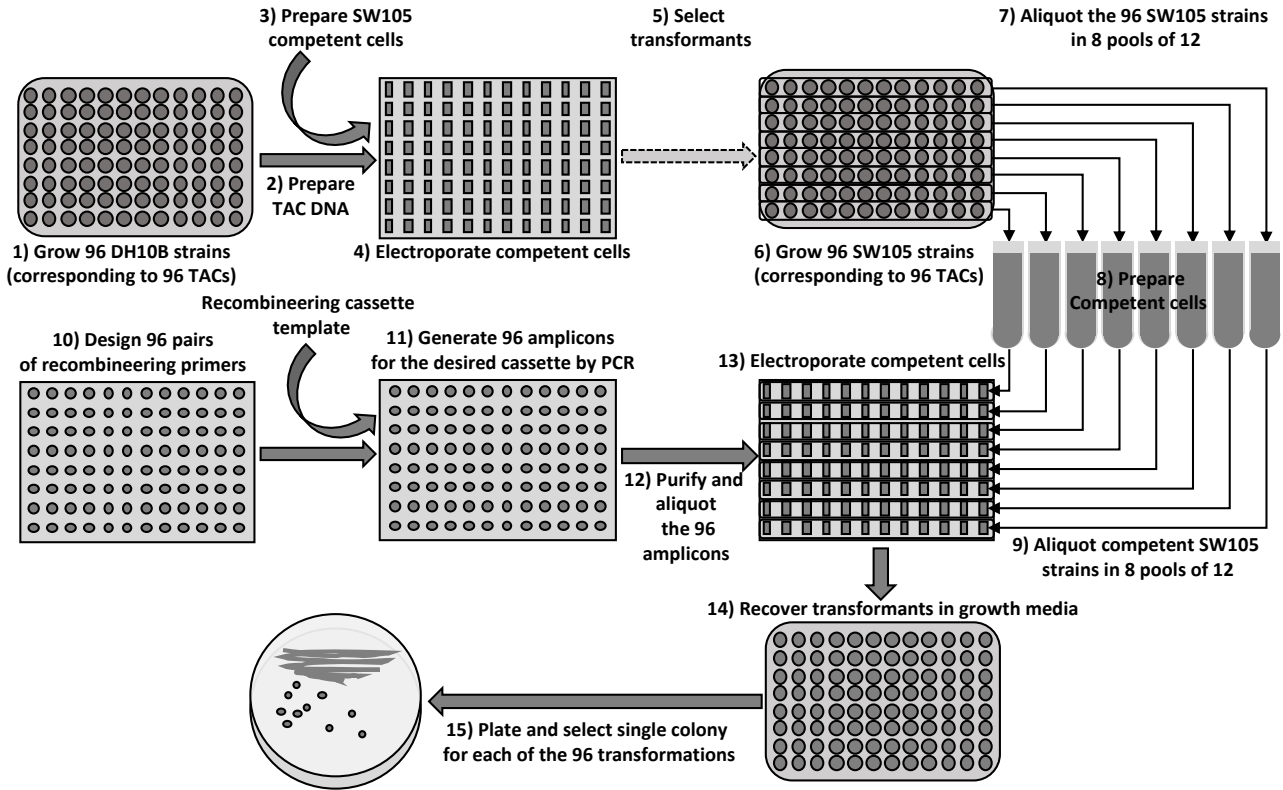 3) Prepare SW105
competent cells
5) Select
transformants
7) Aliquot the 96 SW105 strains
in 8 pools of 12
2) Prepare
TAC DNA
1) Grow 96 DH10B strains
(corresponding to 96 TACs)
4) Electroporate competent cells
6) Grow 96 SW105 strains
(corresponding to 96 TACs)
8) Prepare
Competent cells
Recombineering cassette
template
10) Design 96 pairs
of recombineering primers
11) Generate 96 amplicons
for the desired cassette by PCR
13) Electroporate competent cells
12) Purify and
aliquot
the 96
amplicons
9) Aliquot competent SW105
strains in 8 pools of 12
14) Recover transformants in growth media
15) Plate and select single colony
for each of the 96 transformations